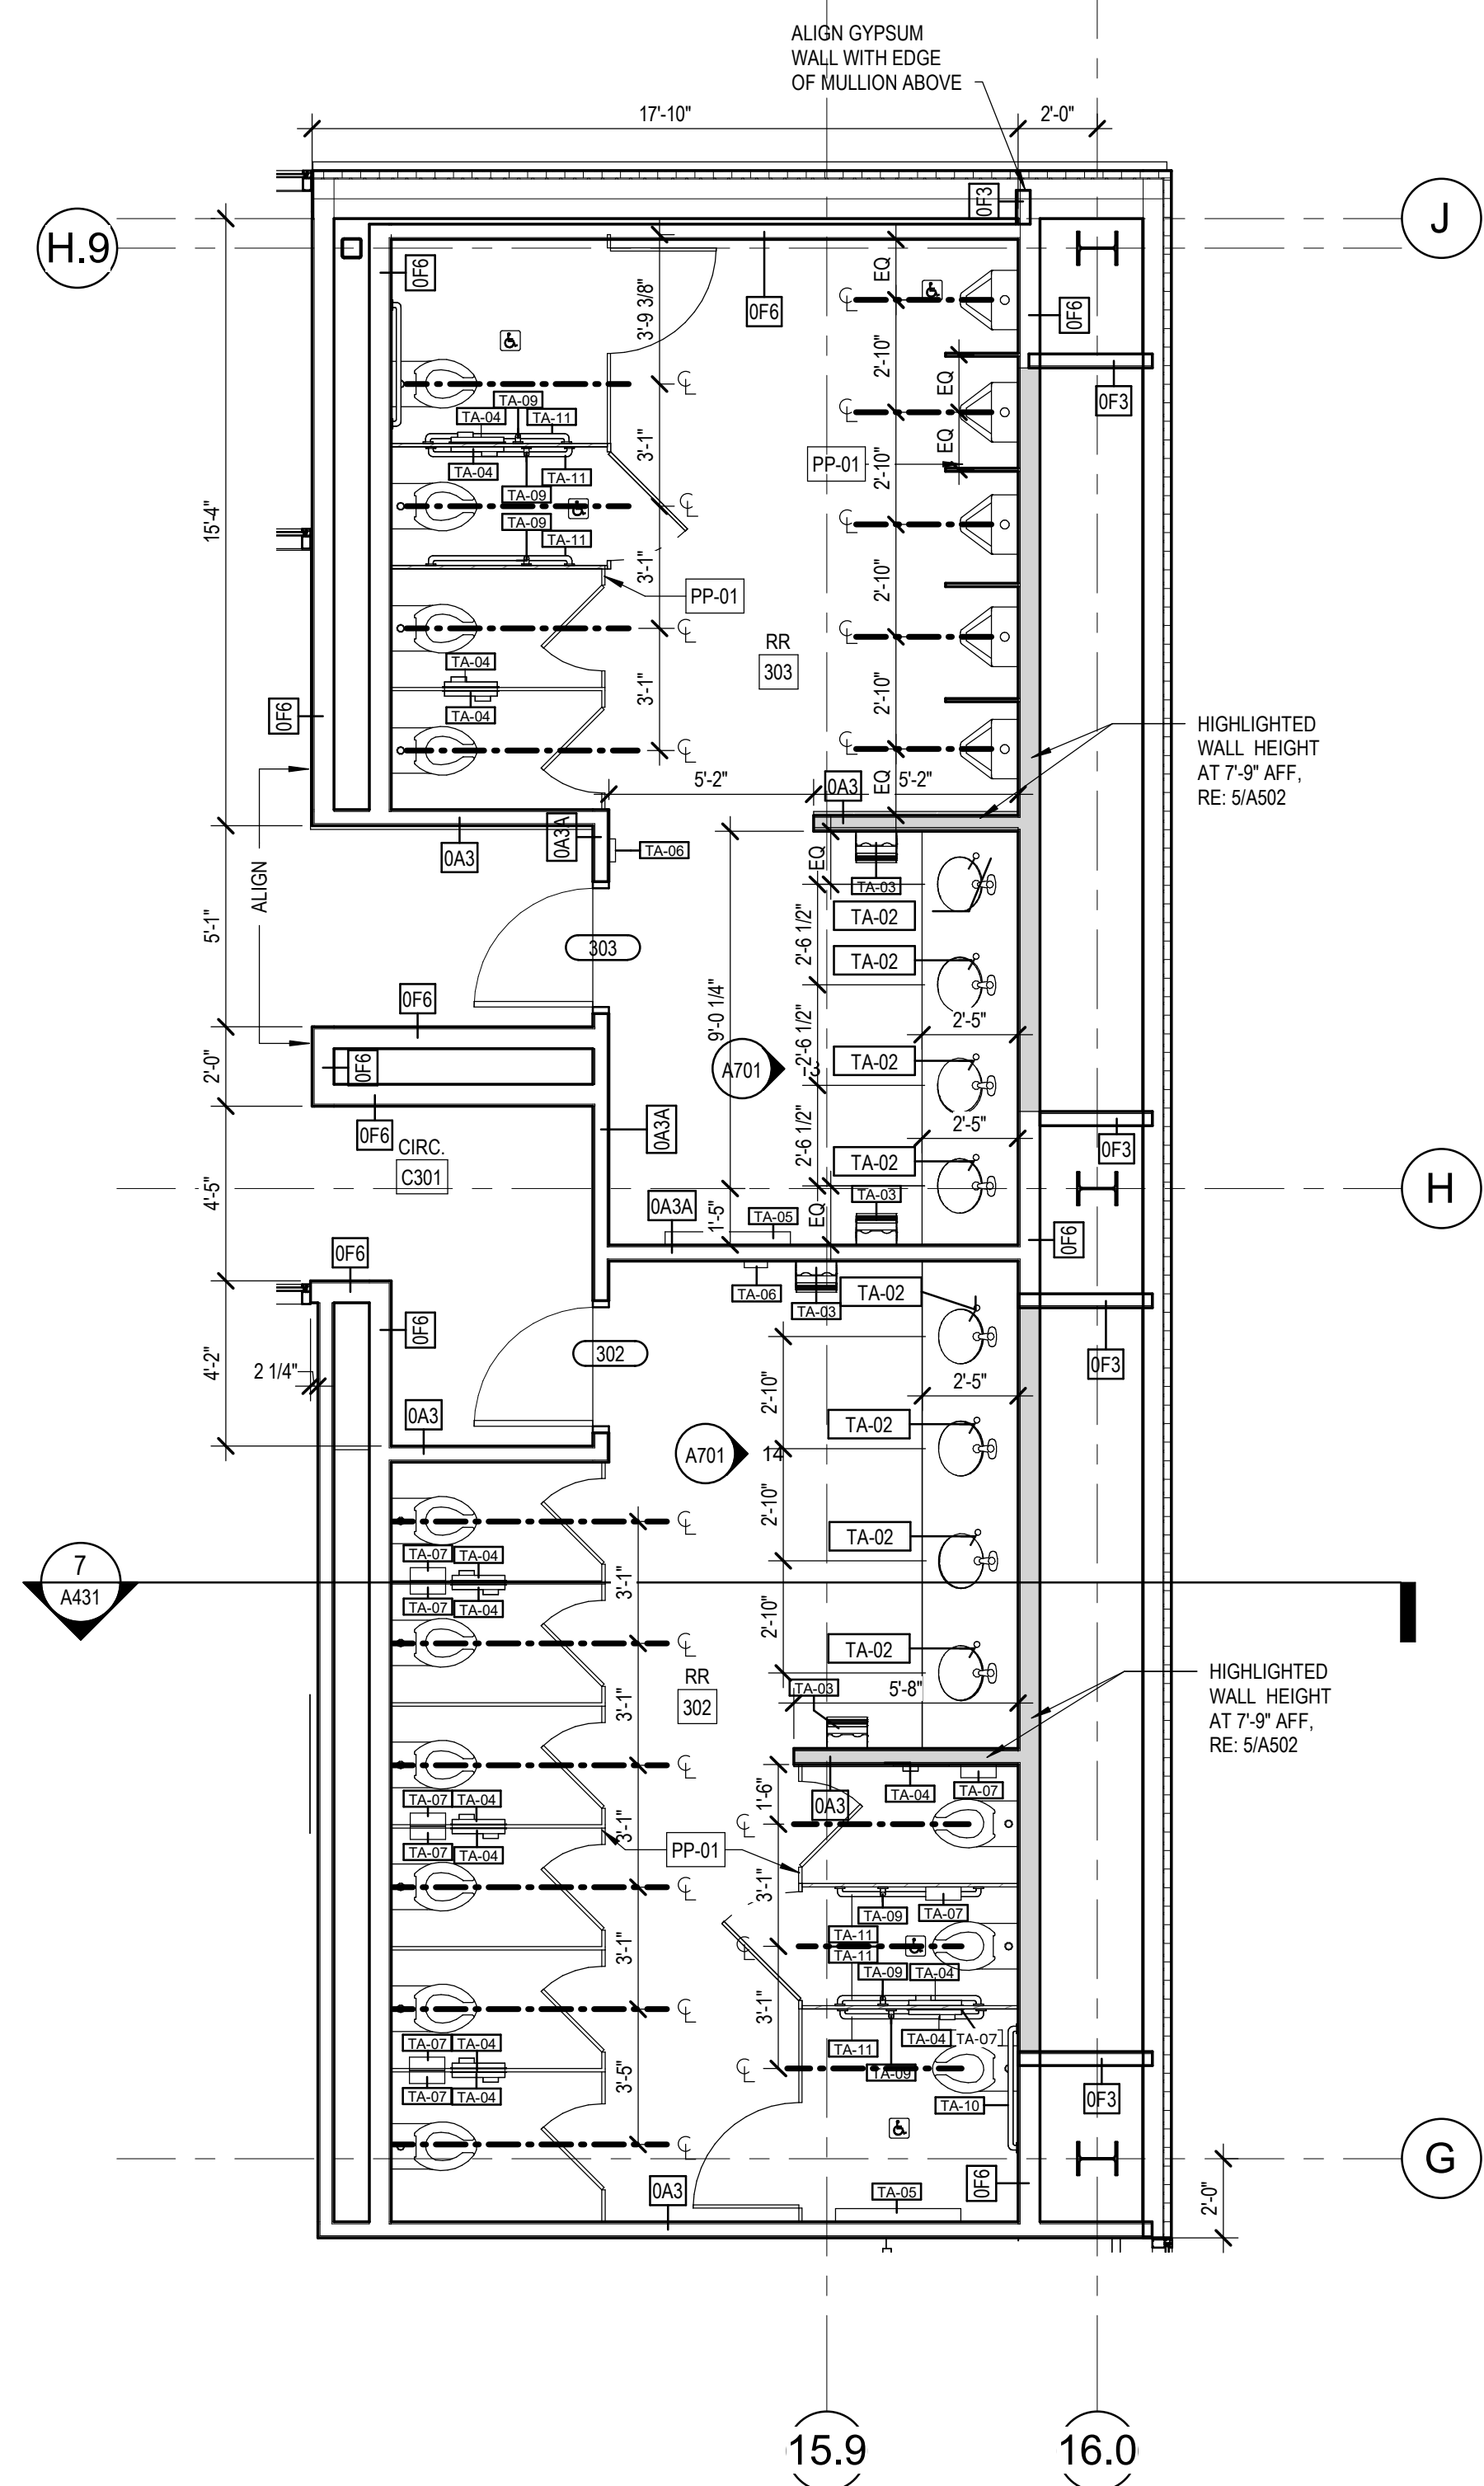 ALIGN GYPSUM
WALL WITH EDGE
OF MULLION ABOVE
17'-10"
2'-0"
0F3
J
H.9
0F6
0F6
0F6
EQ
3'-9 3/8"
2'-10"
0F3
EQ
TA-09
TA-04
TA-11
3'-1"
EQ
PP-01
2'-10"
TA-04
TA-11
TA-09
TA-09
TA-11
15'-4"
3'-1"
2'-10"
PP-01
RR
303
TA-04
3'-1"
2'-10"
TA-04
0F6
HIGHLIGHTED
WALL HEIGHT
AT 7'-9" AFF,
RE: 5/A502
5'-2"
EQ
0A3
5'-2"
0A3
0A3A
TA-06
ALIGN
EQ
TA-03
TA-02
5'-1"
303
2'-6 1/2"
TA-02
0F6
2'-5"
9'-0 1/4"
2'-6 1/2"
2'-0"
0F6
A701
3
TA-02
0F6
CIRC.
C301
0A3A
2'-5"
0F3
2'-6 1/2"
TA-02
4'-5"
H
TA-03
0A3A
1'-5"
TA-05
EQ
0F6
0F6
TA-06
TA-03
TA-02
0F6
302
0F3
4'-2"
2 1/4"
2'-5"
2'-10"
0A3
TA-02
A701
14
2'-10"
TA-02
7
A431
TA-07
TA-04
3'-1"
TA-07
TA-04
2'-10"
TA-02
RR
302
TA-03
5'-8"
3'-1"
HIGHLIGHTED
WALL HEIGHT
AT 7'-9" AFF,
RE: 5/A502
1'-6"
0A3
TA-04
TA-07
TA-07
TA-04
3'-1"
TA-07
TA-04
PP-01
3'-1"
TA-09
TA-07
TA-11
TA-11
3'-1"
TA-09
TA-04
TA-07
TA-04
3'-1"
TA-11
TA-04
TA-07
3'-5"
TA-07
TA-04
TA-09
TA-10
0F3
G
0A3
TA-05
0F6
2'-0"
15.9
16.0